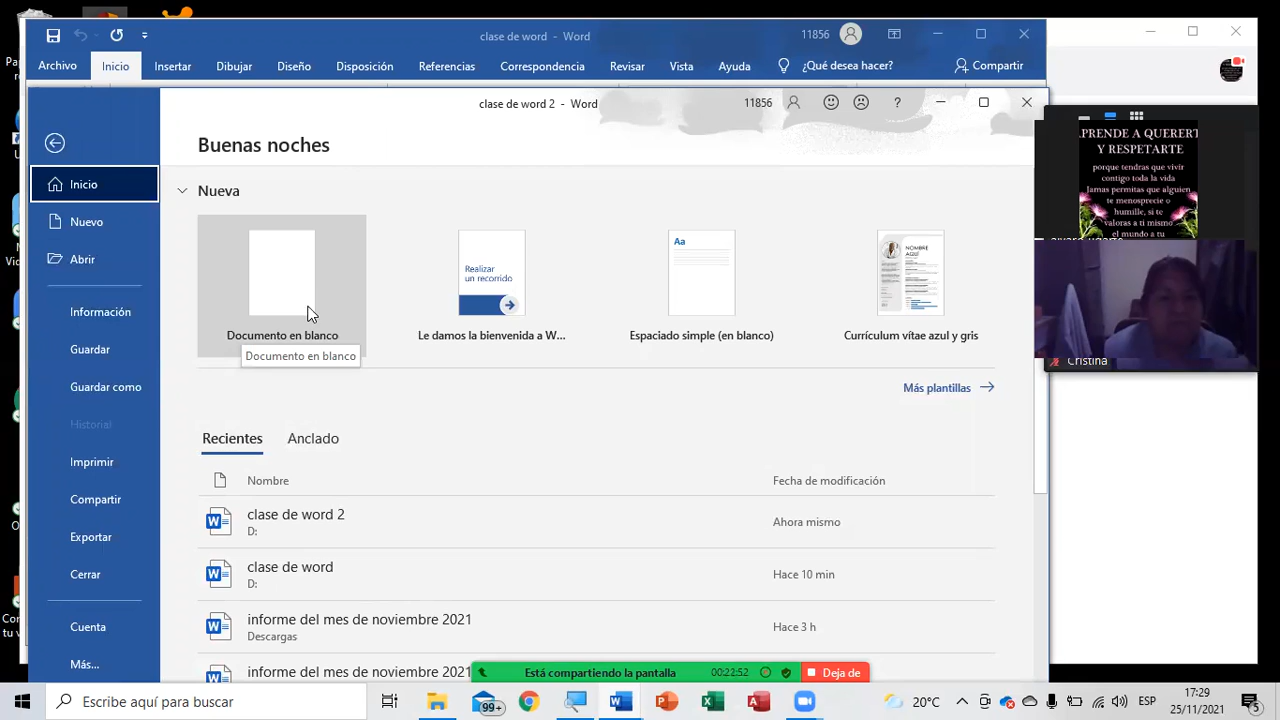 clase de word - Word
11856
Archivo Inicio Insertar Dibujar Diseño Disposición Referencias Correspondencia Revisar Vista Ayuda ¿Qué desea hacer? Compartir
clase de word 2 - Word
11856
?
Buenas noches
Inicio
Nuevo
Abrir
Información
Guardar
Guardar como
Historial
Imprimir
Compartir
Exportar
Cerrar
Cuenta
Más...
Nueva
Realizar
un recorrido
Aa
NOMBRE
AQUÍ
Documento en blanco
Le damos la bienvenida a W...
Espaciado simple (en blanco)
Currículum vítae azul y gris
Documento en blanco
Más plantillas
Recientes Anclado
Nombre Fecha de modificación
clase de word 2
D:
Ahora mismo
clase de word
D:
Hace 10 min
informe del mes de noviembre 2021
Descargas
Hace 3 h
informe del mes de noviembre 2021
APRENDE A QUERERT
Y RESPETARTE
porque tendras que vivir
contigo toda la vida
Jamas permitas que alguien
te menosprecie o
humille, si te
valoras a ti mismo
el mundo a tu
Cristina
Está compartiendo la pantalla 00:22:52 Deja de
Escribe aquí para buscar
99+
20°C
ESP
17:29
25/11/2021
5